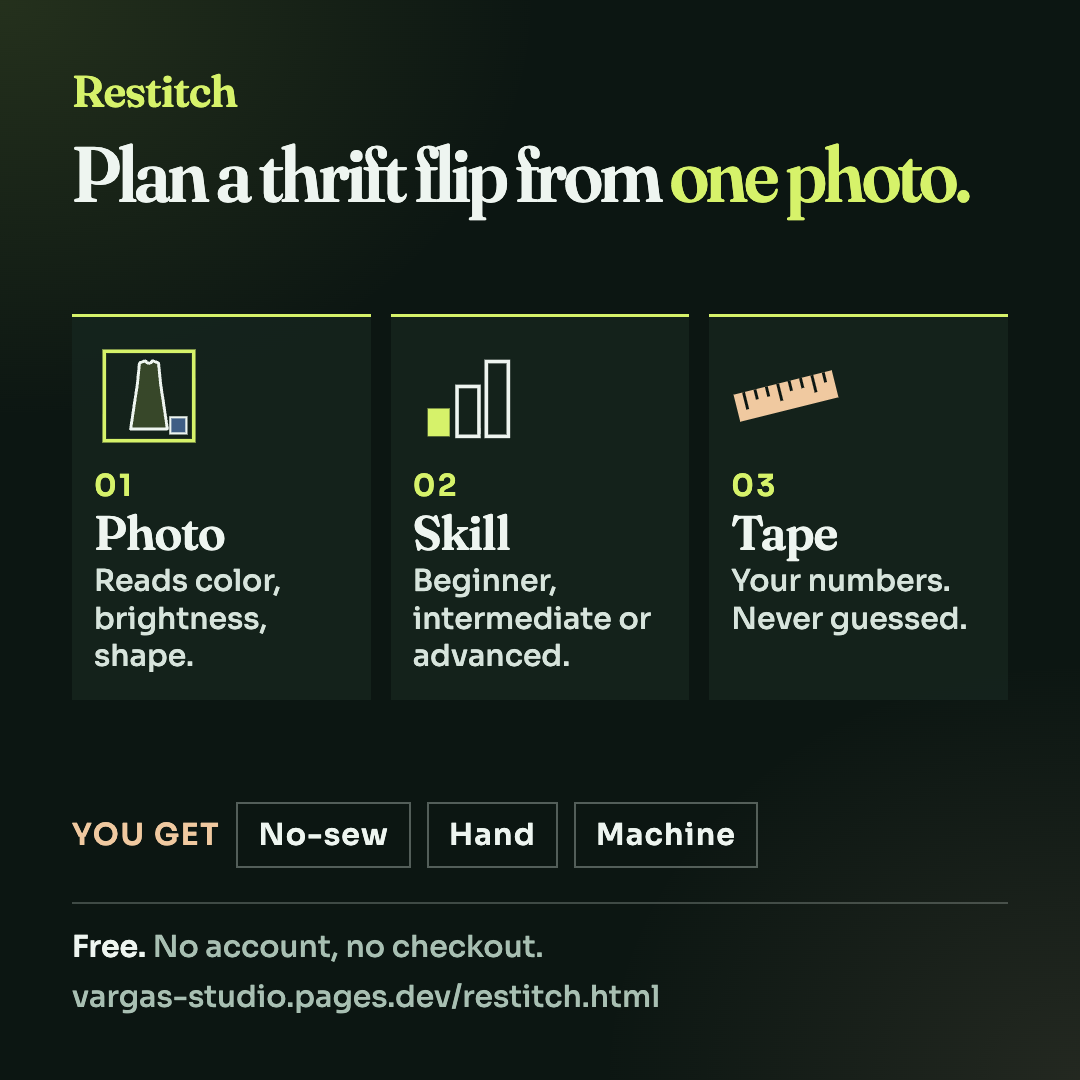 Restitch
Plan a thrift flip from one photo.
01
Photo
Reads color,
brightness,
shape.
02
Skill
Beginner,
intermediate or
advanced.
03
Tape
Your numbers.
Never guessed.
YOU GET No-sew Hand Machine
Free. No account, no checkout.
vargas-studio.pages.dev/restitch.html